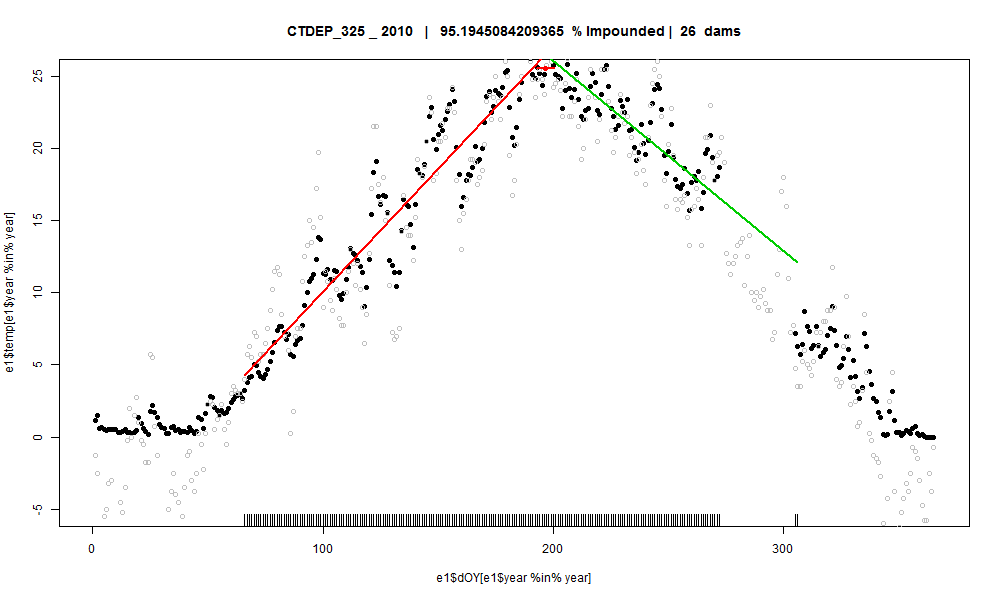 CTDEP_325 _ 2010 | 95.1945084209365 % Impounded | 26 dams
25
20
15
10
5
0
-5
e1$temp[e1$year %in% year]
0 100 200 300
e1$dOY[e1$year %in% year]